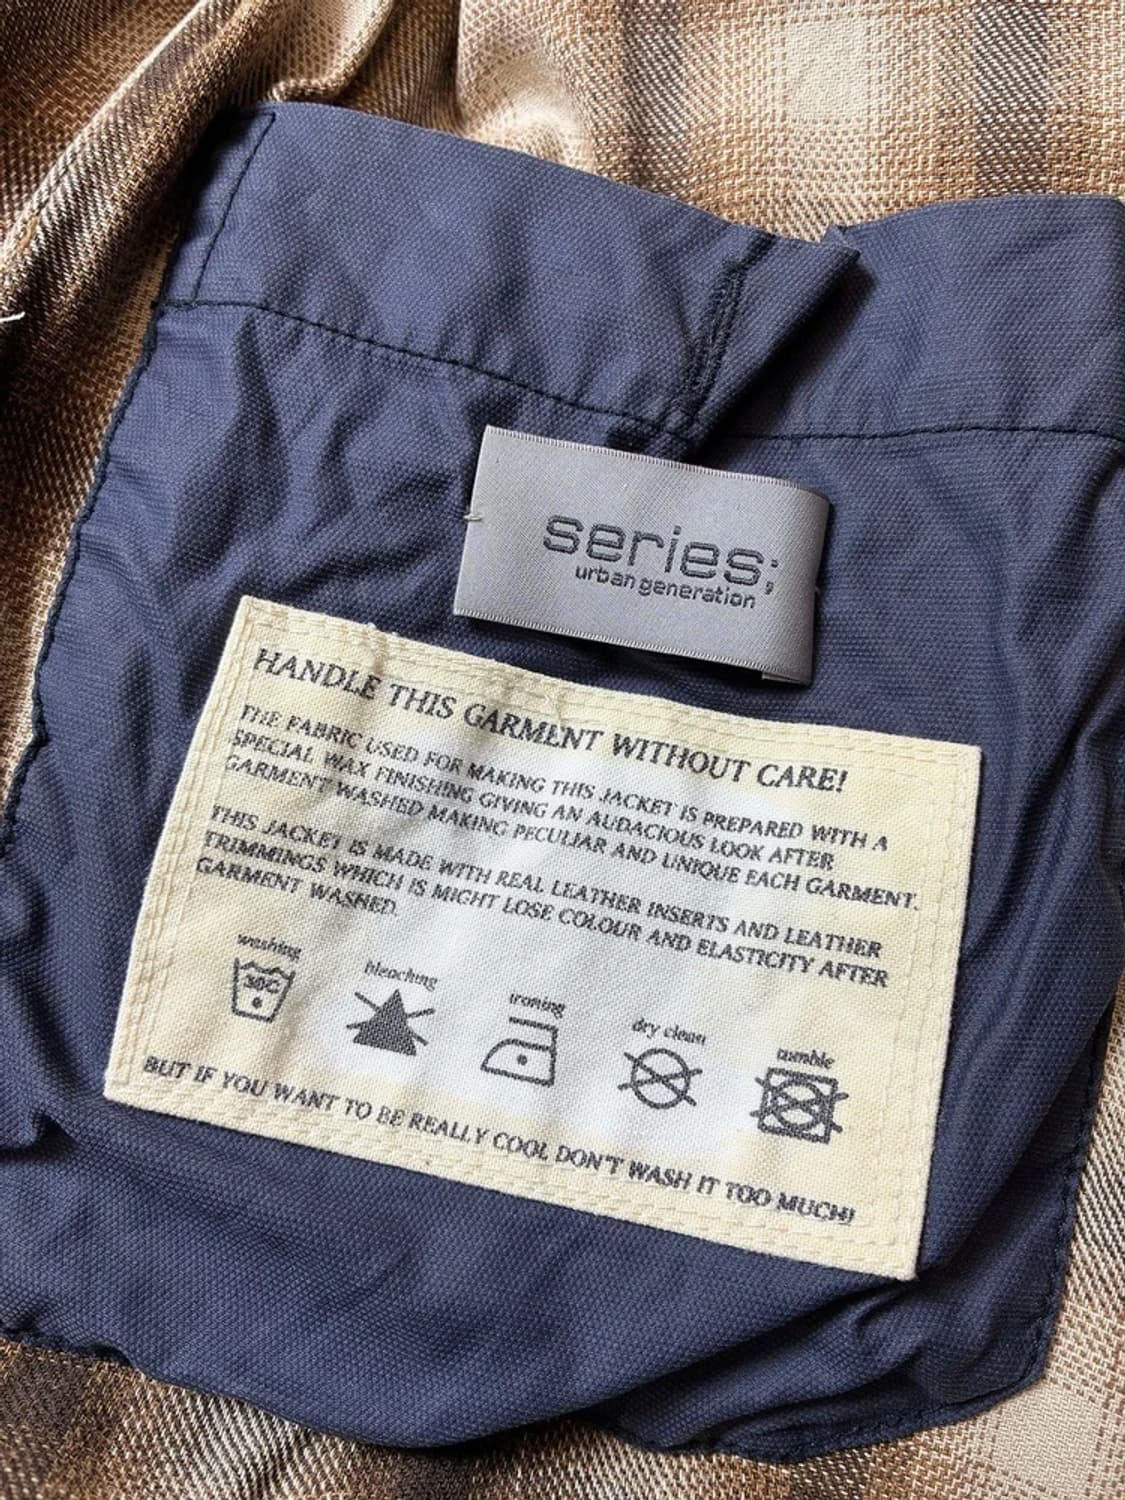 series;
urban generation
HANDLE THIS GARMENT WITHOUT CARE!
THE FABRIC USED FOR MAKING THIS JACKET IS PREPARED WITH A
SPECIAL WAX FINISHING GIVING AN AUDACIOUS LOOK AFTER
GARMENT WASHED MAKING PECULIAR AND UNIQUE EACH GARMENT.
THIS JACKET IS MADE WITH REAL LEATHER INSERTS AND LEATHER
TRIMMINGS WHICH IS MIGHT LOSE COLOUR AND ELASTICITY AFTER
GARMENT WASHED.
washing bleaching ironing dry clean tumble
30C
BUT IF YOU WANT TO BE REALLY COOL DON'T WASH IT TOO MUCH!